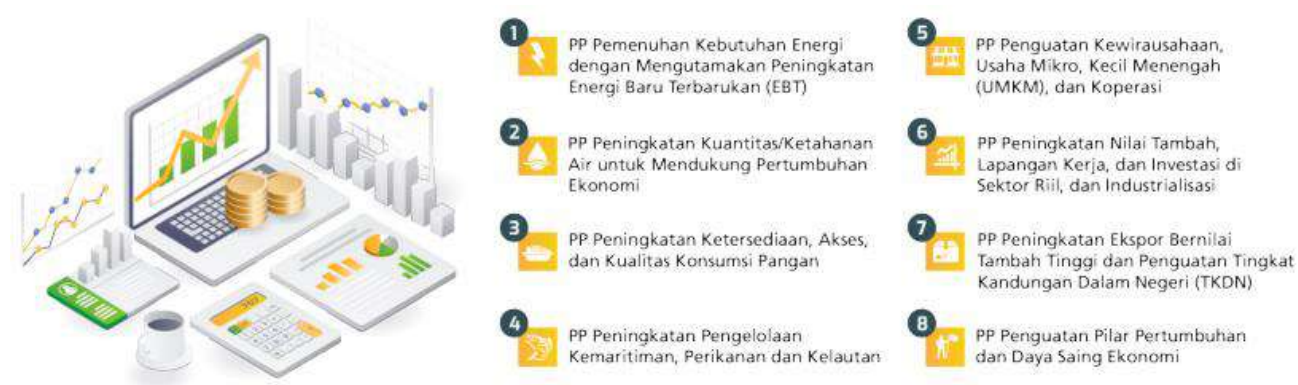 1
PP Pemenuhan Kebutuhan Energi
dengan Mengutamakan Peningkatan
Energi Baru Terbarukan (EBT)
2
PP Peningkatan Kuantitas/Ketahanan
Air untuk Mendukung Pertumbuhan
Ekonomi
3
PP Peningkatan Ketersediaan, Akses,
dan Kualitas Konsumsi Pangan
4
PP Peningkatan Pengelolaan
Kemaritiman, Perikanan dan Kelautan
5
PP Penguatan Kewirausahaan,
Usaha Mikro, Kecil Menengah
(UMKM), dan Koperasi
6
PP Peningkatan Nilai Tambah,
Lapangan Kerja, dan Investasi di
Sektor Riil, dan Industrialisasi
7
PP Peningkatan Ekspor Bernilai
Tambah Tinggi dan Penguatan Tingkat
Kandungan Dalam Negeri (TKDN)
8
PP Penguatan Pilar Pertumbuhan
dan Daya Saing Ekonomi